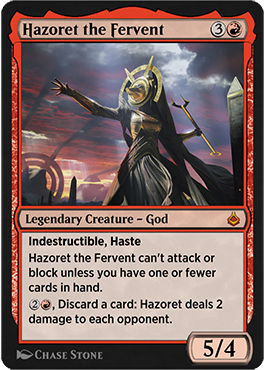 Hazoret the Fervent 3
Legendary Creature – God
Indestructible, Haste
Hazoret the Fervent can't attack or
block unless you have one or fewer
cards in hand.
2, Discard a card: Hazoret deals 2
damage to each opponent.
CHASE STONE
5/4